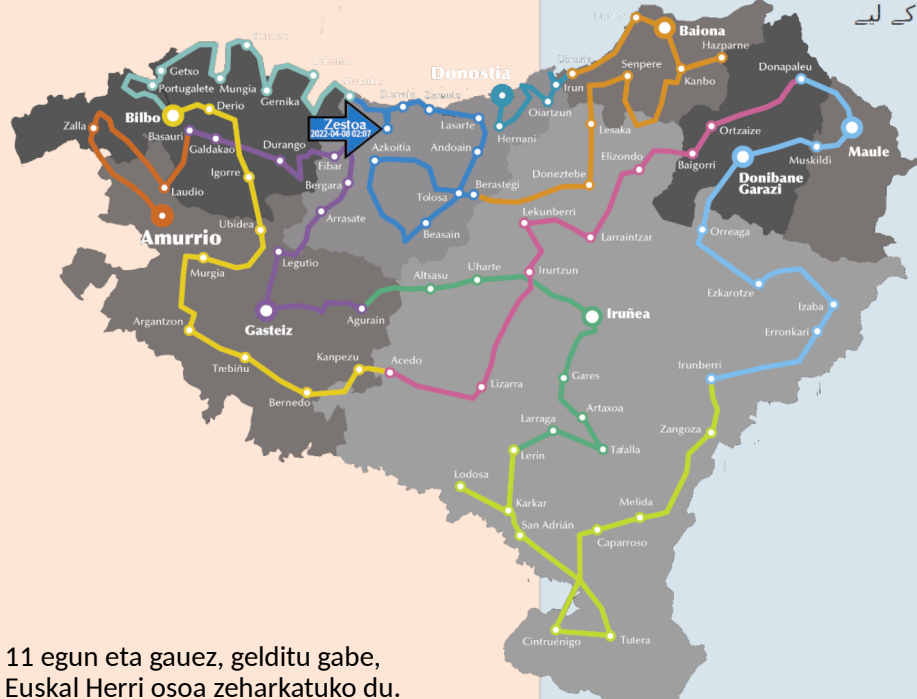 کے لیے
Baiona
Hazparne
Senpere
Kanbo
Donapaleu
Donostia
Irun
Oiartzun
Hernani
Getxo
Portugalete
Mungia
Gernika
Bilbo
Derio
Zalla
Basauri
Galdakao
Durango
Eibar
Zestoa
2022-04-08 02:07
Azkoitia
Lasarte
Andoain
Lesaka
Elizondo
Ortzaize
Baigorri
Donibane
Garazi
Muskildi
Maule
Igorre
Laudio
Bergara
Tolosa
Berastegi
Doneztebe
Amurrio
Ubidea
Arrasate
Beasain
Lekunberri
Larraintzar
Orreaga
Murgia
Legutio
Altsasu
Uharte
Irurtzun
Ezkarotze
Izaba
Argantzon
Gasteiz
Agurain
Iruñea
Erronkari
Trebiñu
Kanpezu
Acedo
Lizarra
Gares
Irunberri
Bernedo
Larraga
Artaxoa
Zangoza
Lerin
Tafalla
Lodosa
Karkar
Melida
San Adrián
Caparroso
Cintruénigo
Tutera
11 egun eta gauez, gelditu gabe,
Euskal Herri osoa zeharkatuko du.